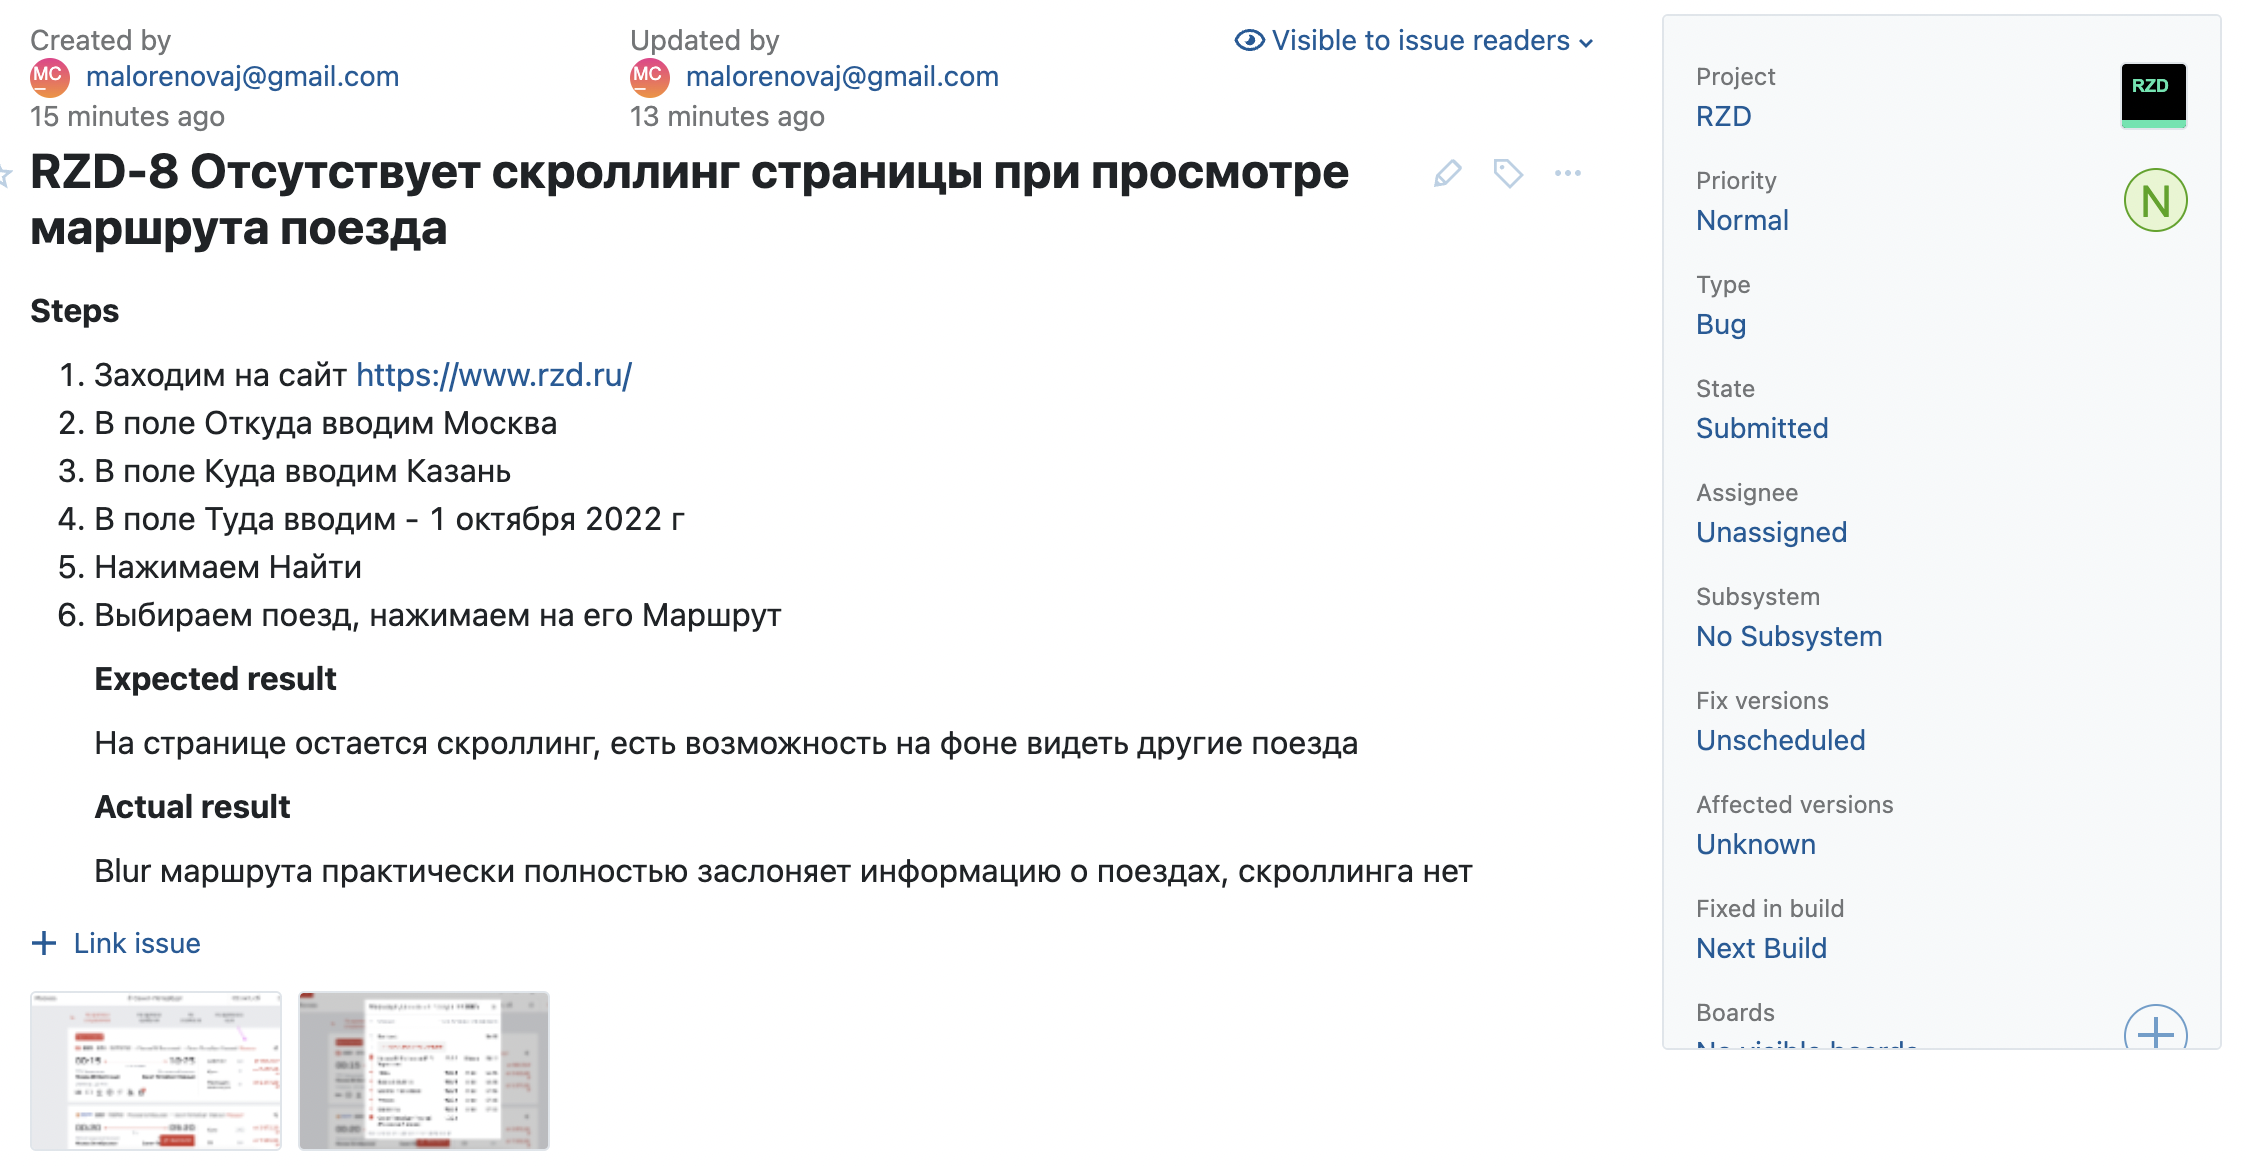 Created by
MC
malorenovaj@gmail.com
15 minutes ago
Updated by
MC
malorenovaj@gmail.com
13 minutes ago
Visible to issue readers
RZD-8 Отсутствует скроллинг страницы при просмотре
маршрута поезда
Steps
1. Заходим на сайт https://www.rzd.ru/
2. В поле Откуда вводим Москва
3. В поле Куда вводим Казань
4. В поле Туда вводим - 1 октября 2022 г
5. Нажимаем Найти
6. Выбираем поезд, нажимаем на его Маршрут
Expected result
На странице остается скроллинг, есть возможность на фоне видеть другие поезда
Actual result
Blur маршрута практически полностью заслоняет информацию о поездах, скроллинга нет
Link issue
Project
RZD
RZD
Priority
Normal
N
Type
Bug
State
Submitted
Assignee
Unassigned
Subsystem
No Subsystem
Fix versions
Unscheduled
Affected versions
Unknown
Fixed in build
Next Build
Boards
No visible boards